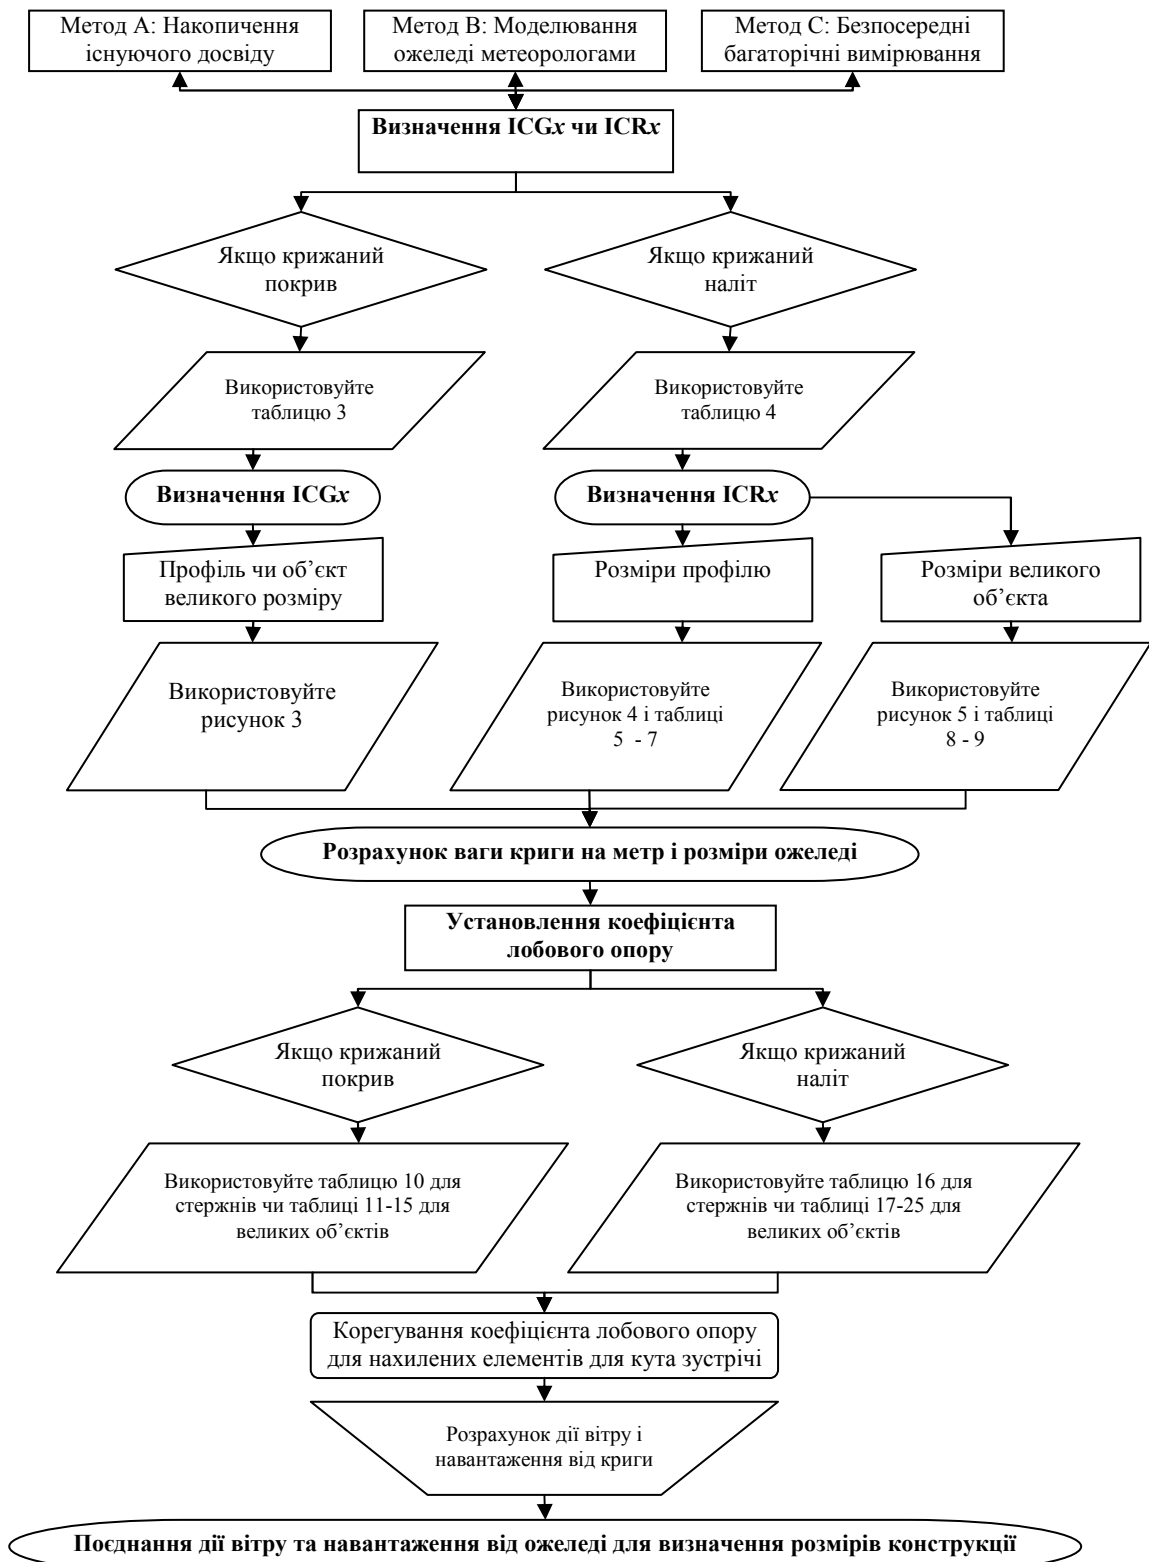 Метод А: Накопичення
існуючого досвіду
Метод В: Моделювання
ожеледі метеорологами
Метод С: Безпосередні
багаторічні вимірювання
Визначення ICGx чи ICRx
Якщо крижаний
покрив
Якщо крижаний
наліт
Використовуйте
таблицю 3
Використовуйте
таблицю 4
Визначення ICGx
Визначення ICRx
Профіль чи об’єкт
великого розміру
Розміри профілю
Розміри великого
об’єкта
Використовуйте
рисунок 3
Використовуйте
рисунок 4 і таблиці
5 - 7
Використовуйте
рисунок 5 і таблиці
8 - 9
Розрахунок ваги криги на метр і розміри ожеледі
Установлення коефіцієнта
лобового опору
Якщо крижаний
покрив
Якщо крижаний
наліт
Використовуйте таблицю 10 для
стержнів чи таблиці 11-15 для
великих об’єктів
Використовуйте таблицю 16 для
стержнів чи таблиці 17-25 для
великих об’єктів
Корегування коефіцієнта лобового опору
для нахилених елементів для кута зустрічі
Розрахунок дії вітру і
навантаження від криги
Поєднання дії вітру та навантаження від ожеледі для визначення розмірів конструкції